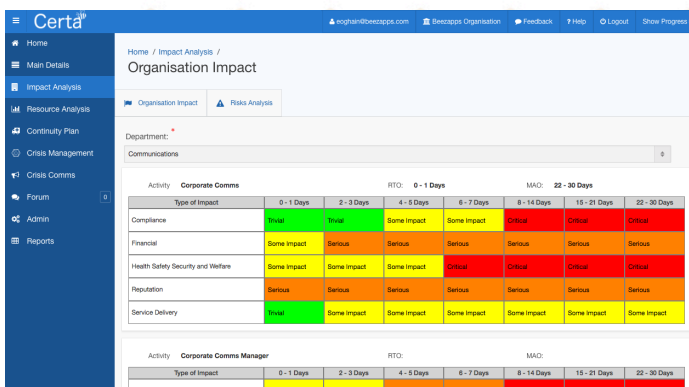 Certa
eoghain@beezapps.com Beezapps Organisation Feedback ? Help Logout Show Progress
Home
Main Details
Impact Analysis
Resource Analysis
Continuity Plan
Crisis Management
Crisis Comms
Forum 0
Admin
Reports
Home / Impact Analysis /
Organisation Impact
Organisation Impact Risks Analysis
Department: *
Communications
Activity Corporate Comms RTO: 0 - 1 Days MAO: 22 - 30 Days
Type of Impact 0 - 1 Days 2 - 3 Days 4 - 5 Days 6 - 7 Days 8 - 14 Days 15 - 21 Days 22 - 30 Days
Compliance Trivial Trivial Some Impact Some Impact Critical Critical Critical
Financial Some Impact Serious Serious Serious Serious Serious Serious
Health Safety Security and Welfare Some Impact Some Impact Some Impact Critical Critical Critical Critical
Reputation Serious Serious Serious Serious Serious Serious Serious
Service Delivery Trivial Some Impact Some Impact Some Impact Some Impact Some Impact Some Impact
Activity Corporate Comms Manager RTO: MAO:
Type of Impact 0 - 1 Days 2 - 3 Days 4 - 5 Days 6 - 7 Days 8 - 14 Days 15 - 21 Days 22 - 30 Days